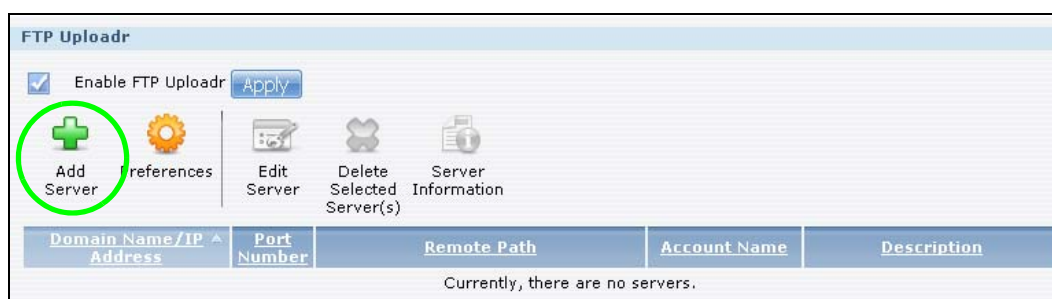 FTP Uploadr
Enable FTP Uploadr Apply
Add Server
Preferences
Edit Server
Delete Selected Server(s)
Server Information
Domain Name/IP Address
Port Number
Remote Path
Account Name
Description
Currently, there are no servers.